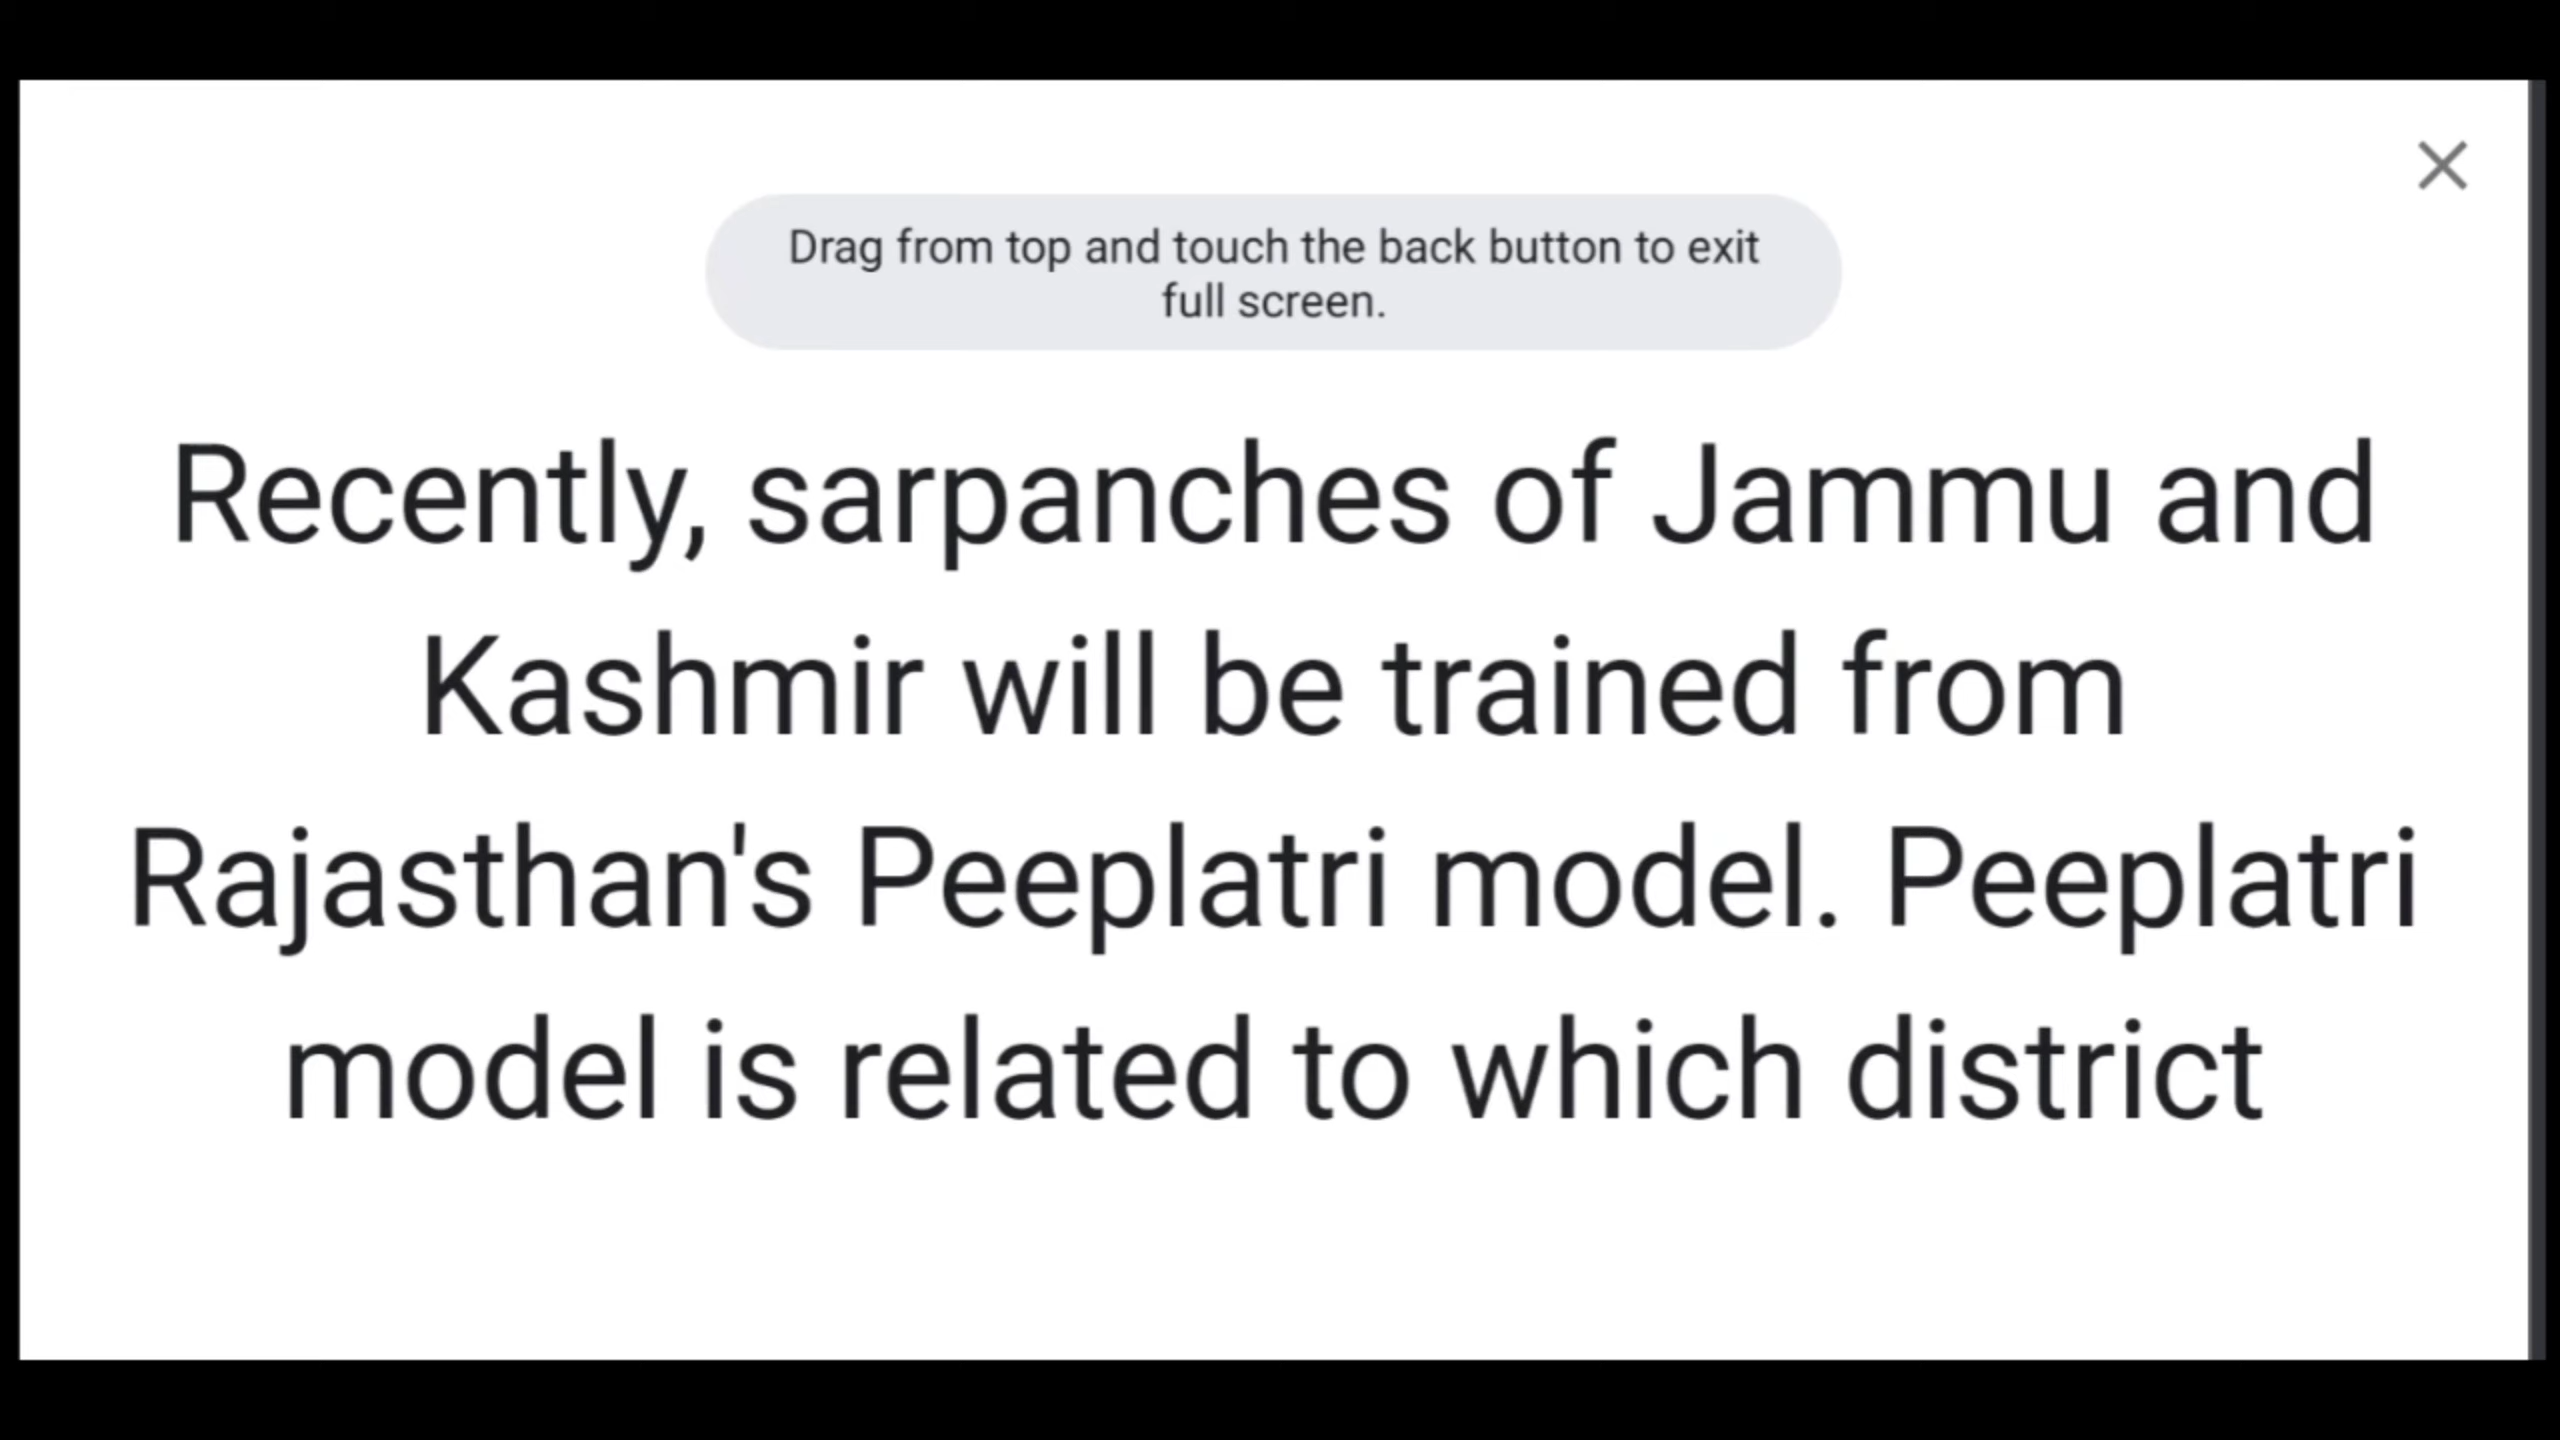 Drag from top and touch the back button to exit
full screen.
Recently, sarpanches of Jammu and
Kashmir will be trained from
Rajasthan's Peeplatri model. Peeplatri
model is related to which district